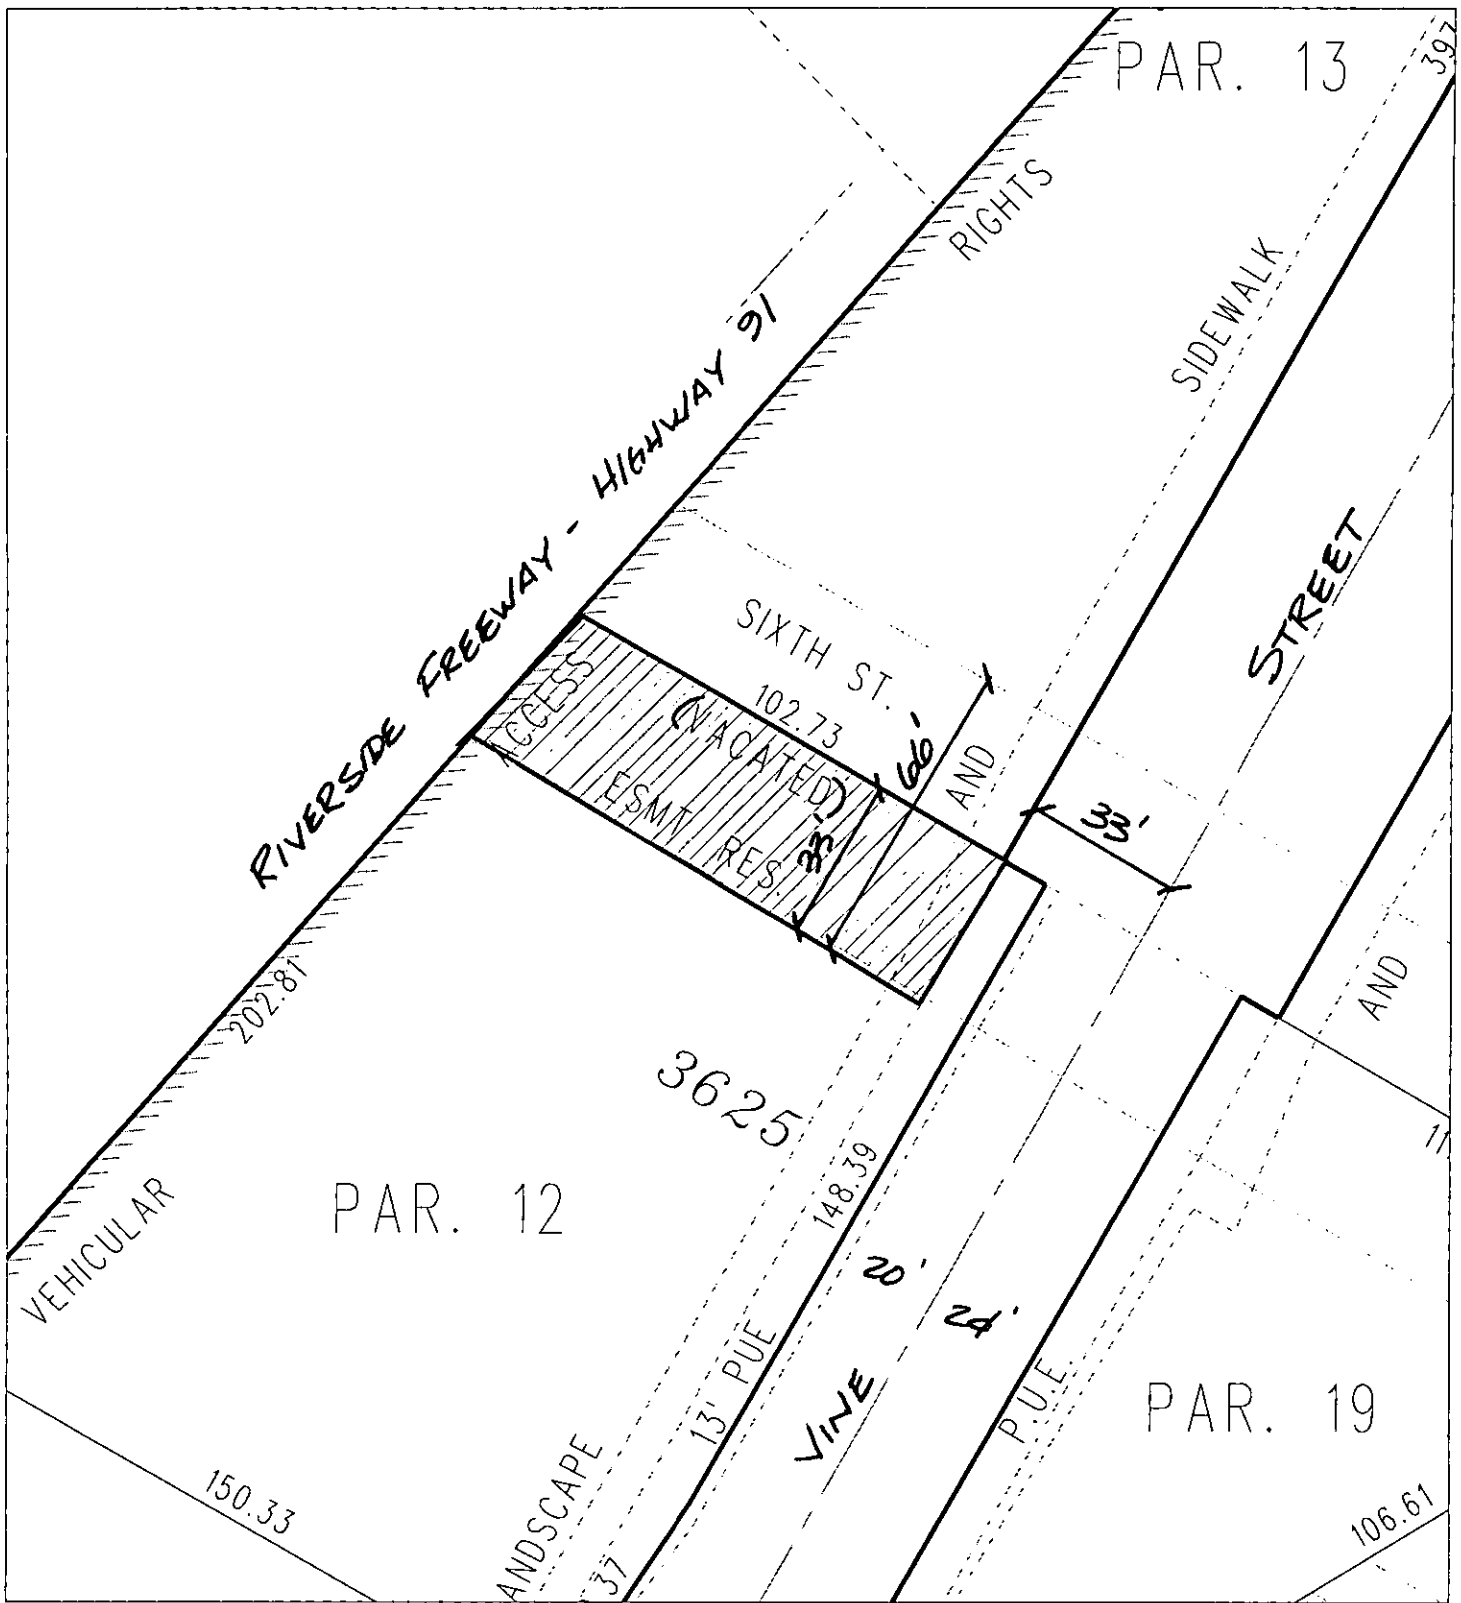 PAR. 13
397
RIGHTS
SIDEWALK
RIVERSIDE FREEWAY - HIGHWAY 91
STREET
SIXTH ST.
102.73
(VACATED)
ACCESS
ESMT RES.
33'
66'
AND
33'
AND
202.81
3625
148.39
11
PAR. 12
VEHICULAR
20'
24'
13' PUE
VINE
P.U.E.
PAR. 19
150.33
ANDSCAPE
37
106.61